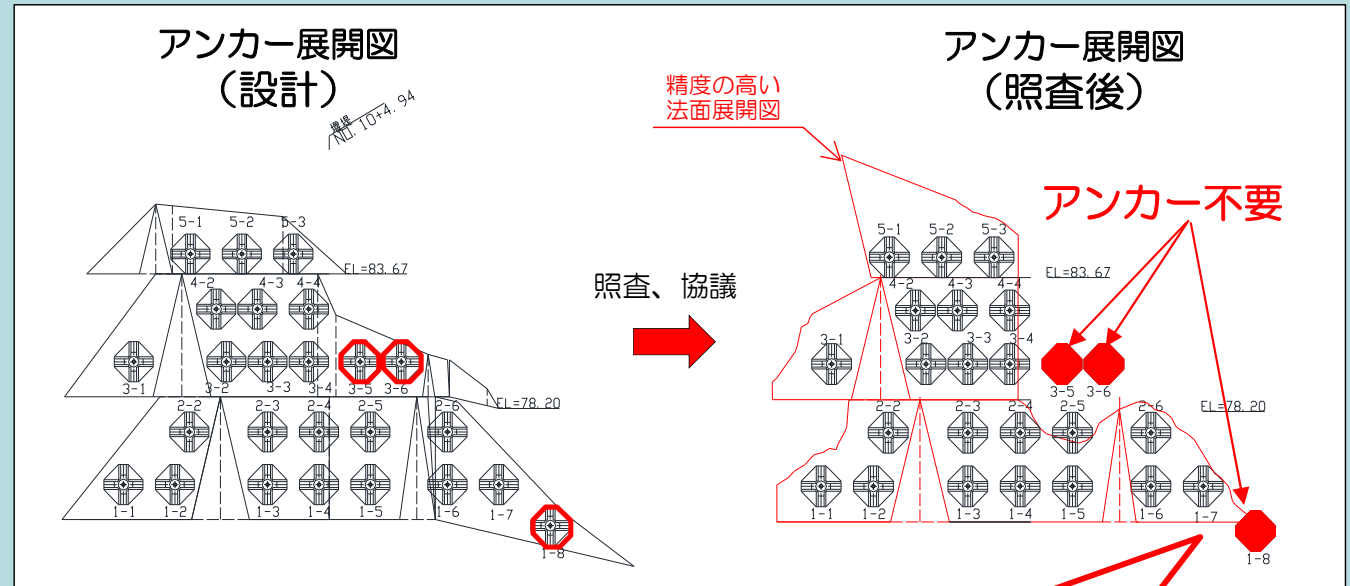 アンカー展開図
（設計）
NO. 10+4. 94
5-1 5-2 5-3
EL=83. 67
4-2 4-3 4-4
3-1 3-2 3-3 3-4 3-5 3-6
EL=78. 20
2-2 2-3 2-4 2-5 2-6
1-1 1-2 1-3 1-4 1-5 1-6 1-7
1-8
照査、協議
アンカー展開図
（照査後）
精度の高い
法面展開図
アンカー不要
5-1 5-2 5-3
EL=83. 67
4-2 4-3 4-4
3-1 3-2 3-3 3-4
3-5 3-6
EL=78. 20
2-2 2-3 2-4 2-5 2-6
1-1 1-2 1-3 1-4 1-5 1-6 1-7
1-8